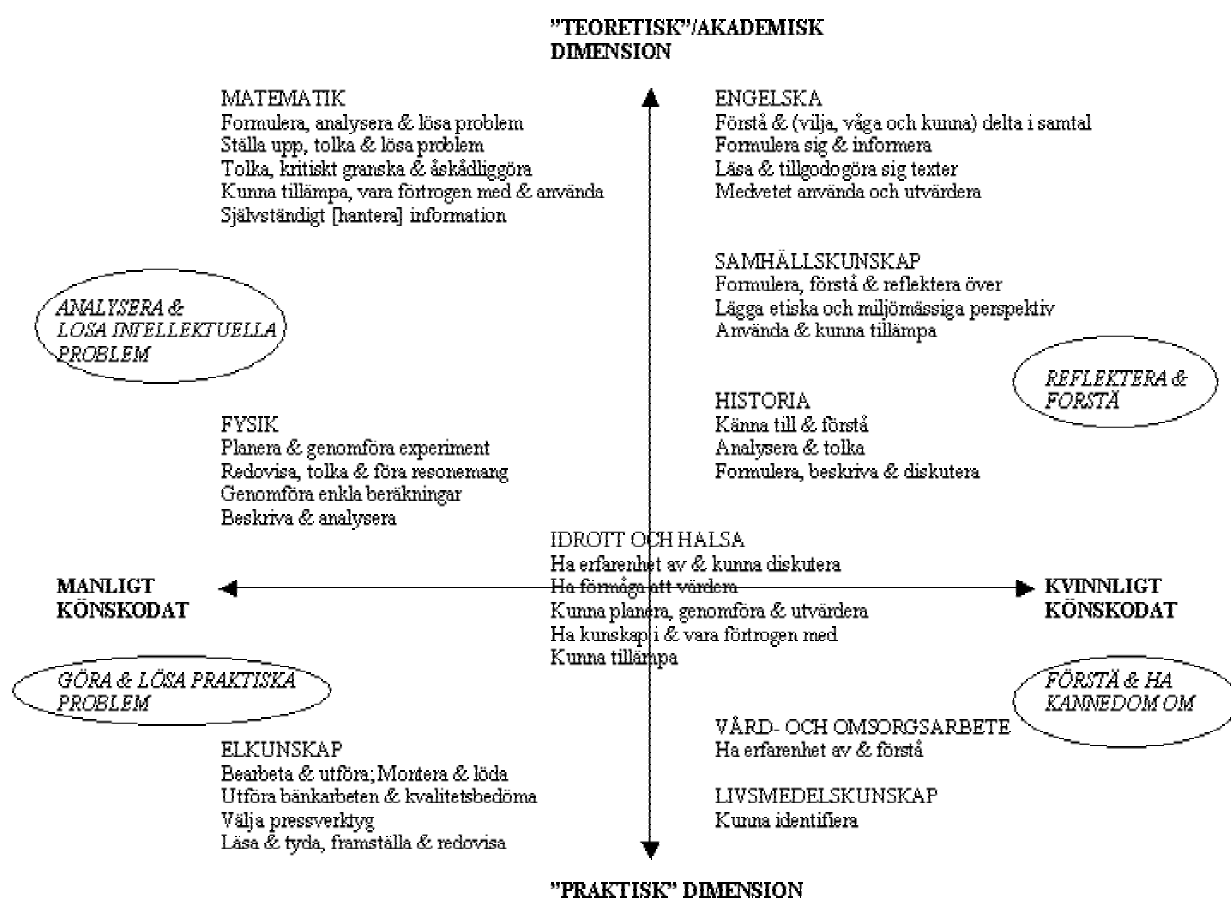 ”TEORETISK”/AKADEMISK
DIMENSION
MATEMATIK
Formulera, analysera & lösa problem
Ställa upp, tolka & lösa problem
Tolka, kritiskt granska & åskådliggöra
Kunna tillämpa, vara förtrogen med & använda
Självständigt [hantera] information
ENGELSKA
Förstå & (vilja, våga och kunna) delta i samtal
Formulera sig & informera
Läsa & tillgodogöra sig texter
Medvetet använda och utvärdera
SAMHÄLLSKUNSKAP
Formulera, förstå & reflektera över
Lägga etiska och miljömässiga perspektiv
Använda & kunna tillämpa
ANALYSERA &
LOSA INTELLEKTUELLA
PROBLEM
REFLEKTERA &
FORSTÅ
HISTORIA
Känna till & förstå
Analysera & tolka
Formulera, beskriva & diskutera
FYSIK
Planera & genomföra experiment
Redovisa, tolka & föra resonemang
Genomföra enkla beräkningar
Beskriva & analysera
IDROTT OCH HALSA
Ha erfarenhet av & kunna diskutera
Ha förmåga att värdera
Kunna planera, genomföra & utvärdera
Ha kunskap i & vara förtrogen med
Kunna tillämpa
MANLIGT
KÖNSKODAT
KVINNLIGT
KÖNSKODAT
GÖRA & LÖSA PRAKTISKA
PROBLEM
FÖRSTÅ & HA
KANNEDOM OM
ELKUNSKAP
Bearbeta & utföra; Montera & löda
Utföra bänkarbeten & kvalitetsbedöma
Välja pressverktyg
Läsa & tyda, framställa & redovisa
VÅRD- OCH OMSORGSARBETE
Ha erfarenhet av & förstå
LIVSMEDELSKUNSKAP
Kunna identifiera
”PRAKTISK” DIMENSION